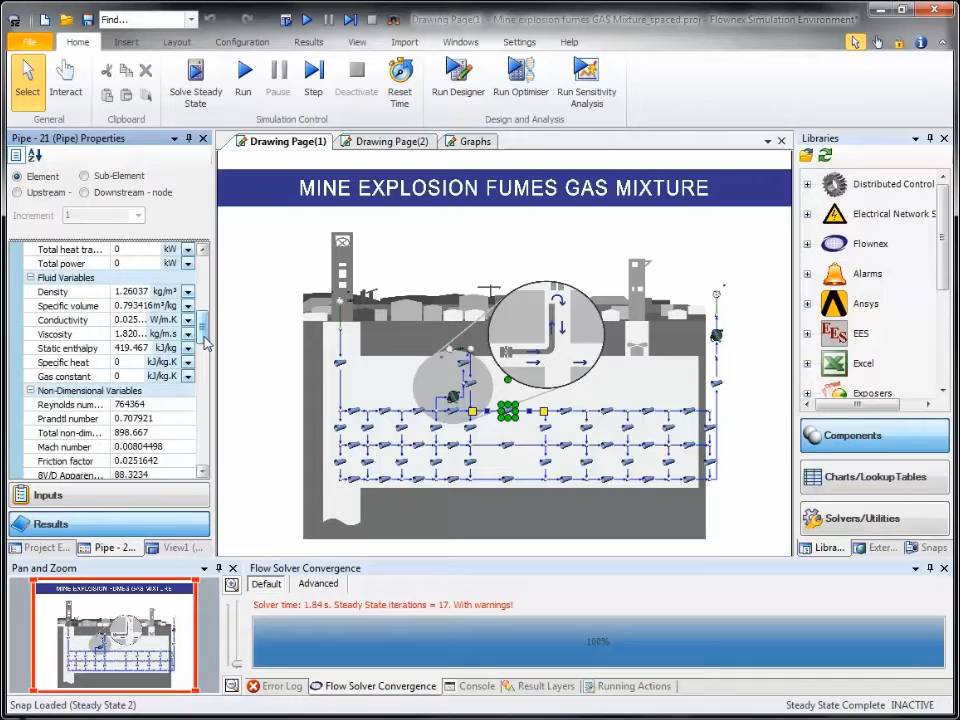 Find...
Drawing Page(1) - Mine explosion fumes GAS Mixture_spaced.proj - Flownex Simulation Environment*
File Home Insert Layout Configuration Results View Import Windows Settings Help
Select Interact Solve Steady State Run Pause Step Deactivate Reset Time Run Designer Run Optimiser Run Sensitivity Analysis
General Clipboard Simulation Control Design and Analysis
Pipe - 21 (Pipe) Properties
Drawing Page(1) Drawing Page(2) Graphs
Libraries
Element Sub-Element
Upstream - Downstream - node
Increment 1
Total heat tra... 0 kW
Total power 0 kW
Fluid Variables
Density 1.26037 kg/m³
Specific volume 0.793416 m³/kg
Conductivity 0.025... W/m.K
Viscosity 1.820... kg/m.s
Static enthalpy 419.467 kJ/kg
Specific heat 0 kJ/kg.K
Gas constant 0 kJ/kg.K
Non-Dimensional Variables
Reynolds num... 764364
Prandtl number 0.707921
Total non-dim... 898.667
Mach number 0.00804498
Friction factor 0.0251642
8V/D Apparen... 88.3234
Inputs
Results
Project E... Pipe - 2... View1 (...
MINE EXPLOSION FUMES GAS MIXTURE
Distributed Control
Electrical Network S
Flownex
Alarms
Ansys
EES
EES
Excel
Exposers
Components
Charts/Lookup Tables
Solvers/Utilities
Libra... Exter... Snaps
Pan and Zoom
MINE EXPLOSION FUMES GAS MIXTURE
Flow Solver Convergence
Default Advanced
Solver time: 1.84 s. Steady State iterations = 17. With warnings!
100%
Error Log Flow Solver Convergence Console Result Layers Running Actions
Snap Loaded (Steady State 2)
Steady State Complete INACTIVE